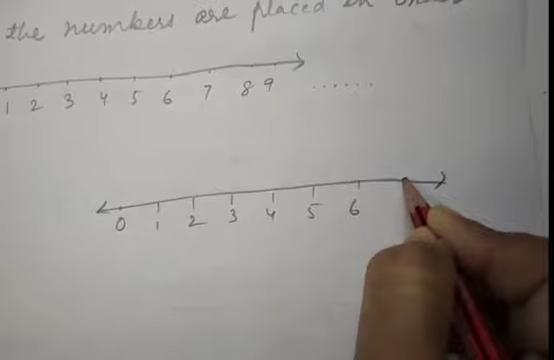 the numbers are placed in
1 2 3 4 5 6 7 8 9 ......
0 1 2 3 4 5 6